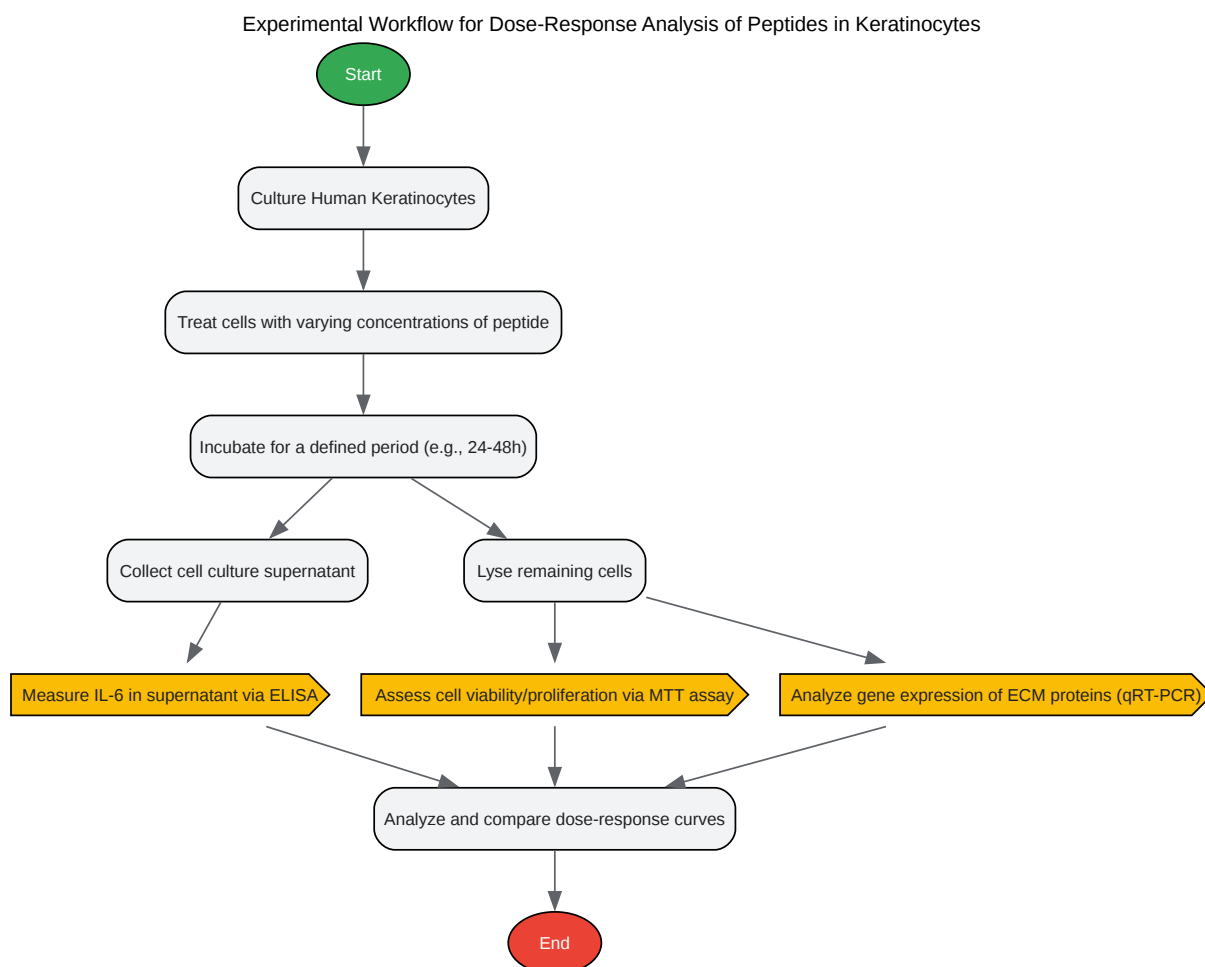 Experimental Workflow for Dose-Response Analysis of Peptides in Keratinocytes
Start
Culture Human Keratinocytes
Treat cells with varying concentrations of peptide
Incubate for a defined period (e.g., 24-48h)
Collect cell culture supernatant
Lyse remaining cells
Measure IL-6 in supernatant via ELISA
Assess cell viability/proliferation via MTT assay
Analyze gene expression of ECM proteins (qRT-PCR)
Analyze and compare dose-response curves
End